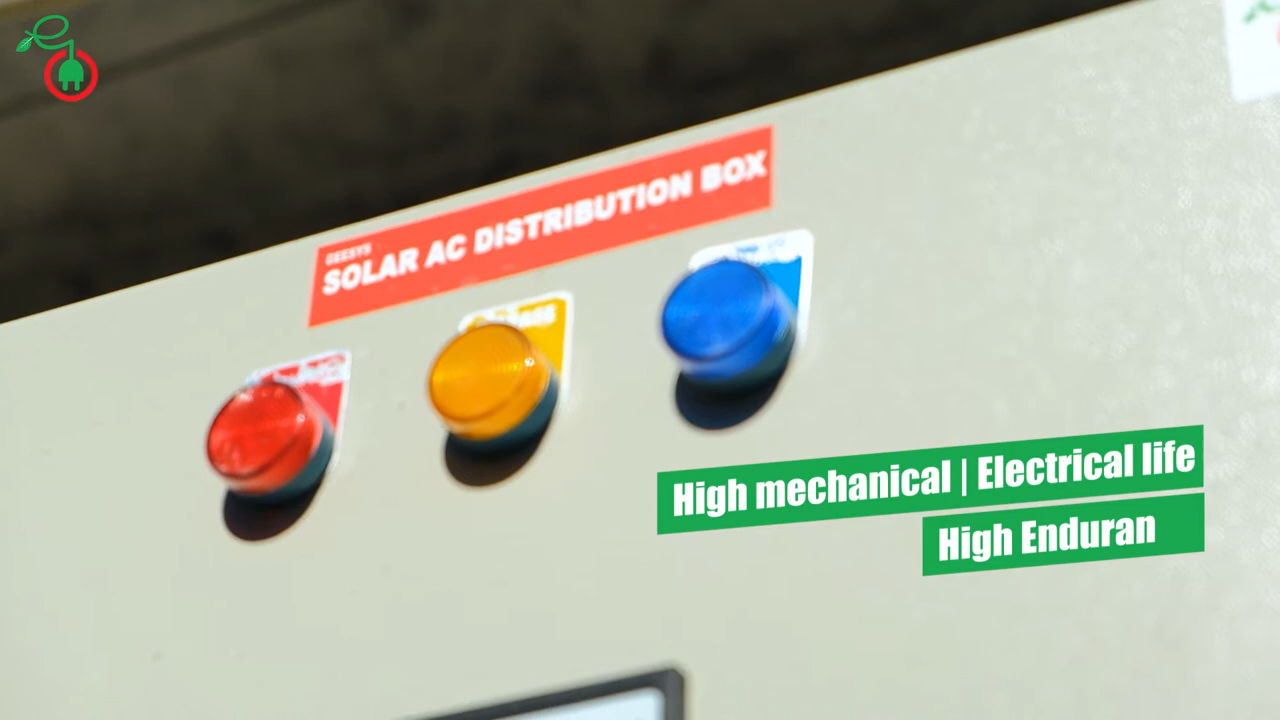 GEESYS
SOLAR AC DISTRIBUTION BOX
High mechanical | Electrical life
High Enduran